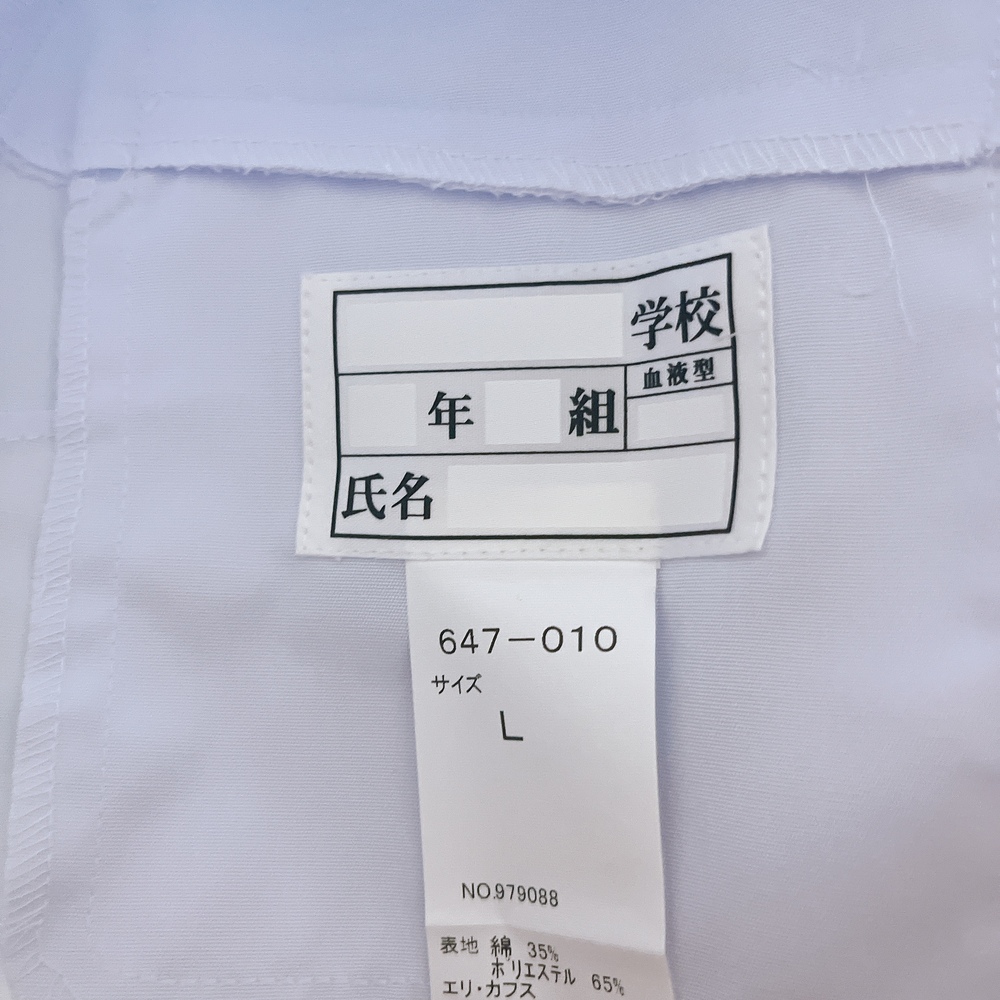 学校
年 組 血液型
氏名
647-010
サイズ
L
NO.979088
表地 綿 35%
ポリエステル 65%
エリ・カフス